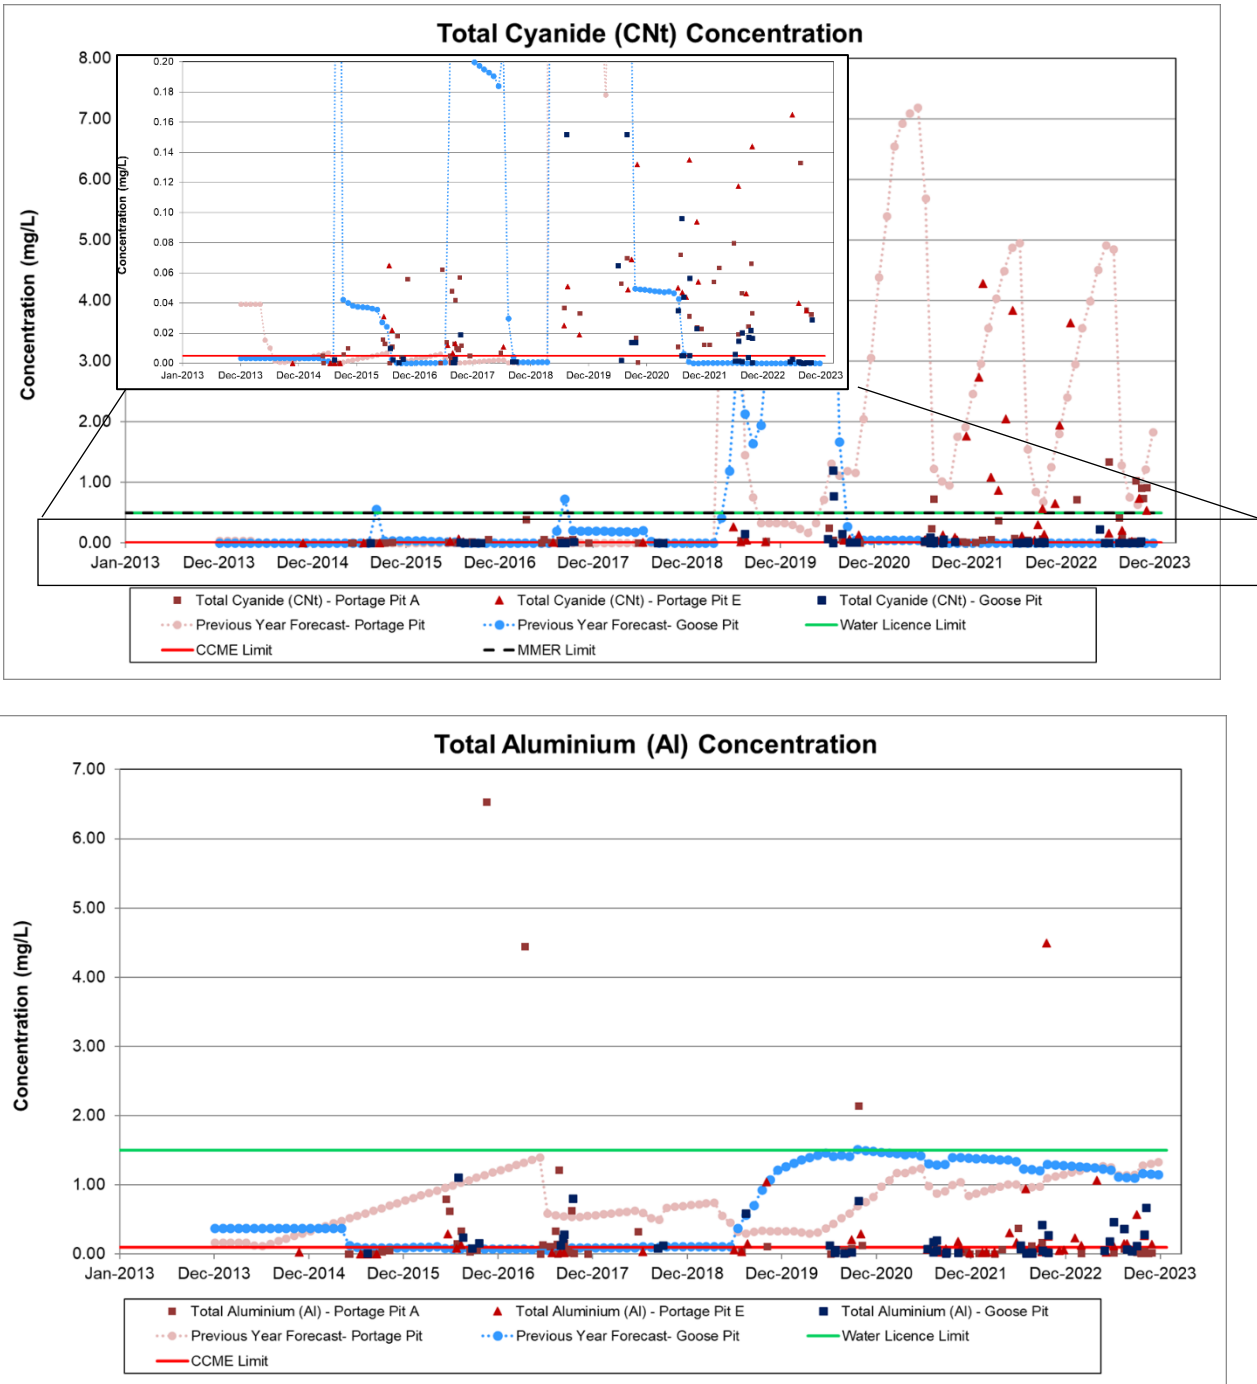 Total Cyanide (CNt) Concentration
8.00
7.00
6.00
5.00
4.00
3.00
2.00
1.00
0.00
Concentration (mg/L)
0.20
0.18
0.16
0.14
0.12
0.10
0.08
0.06
0.04
0.02
0.00
Concentration (mg/L)
Jan-2013 Dec-2013 Dec-2014 Dec-2015 Dec-2016 Dec-2017 Dec-2018 Dec-2019 Dec-2020 Dec-2021 Dec-2022 Dec-2023
Jan-2013 Dec-2013 Dec-2014 Dec-2015 Dec-2016 Dec-2017 Dec-2018 Dec-2019 Dec-2020 Dec-2021 Dec-2022 Dec-2023
Total Cyanide (CNt) - Portage Pit A Total Cyanide (CNt) - Portage Pit E Total Cyanide (CNt) - Goose Pit
Previous Year Forecast- Portage Pit Previous Year Forecast- Goose Pit Water Licence Limit
CCME Limit MMER Limit
Total Aluminium (Al) Concentration
7.00
6.00
5.00
4.00
3.00
2.00
1.00
0.00
Concentration (mg/L)
Jan-2013 Dec-2013 Dec-2014 Dec-2015 Dec-2016 Dec-2017 Dec-2018 Dec-2019 Dec-2020 Dec-2021 Dec-2022 Dec-2023
Total Aluminium (Al) - Portage Pit A Total Aluminium (Al) - Portage Pit E Total Aluminium (Al) - Goose Pit
Previous Year Forecast- Portage Pit Previous Year Forecast- Goose Pit Water Licence Limit
CCME Limit